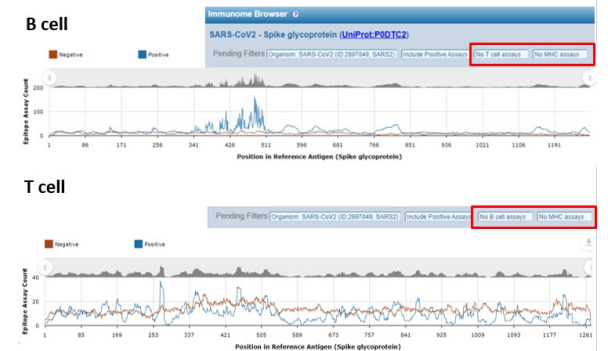 B cell
Immunome Browser
SARS-CoV2 - Spike glycoprotein (UniProt:P0DTC2)
Pending Filters Organism: SARS-CoV2 (ID:2697049, SARS2) Include Positive Assays No T cell assays No MHC assays
Negative Positive
Epitope Assay Count
200
100
0
1 86 171 256 341 426 511 596 681 766 851 936 1021 1106 1191
Position in Reference Antigen (Spike glycoprotein)
T cell
Pending Filters Organism: SARS-CoV2 (ID:2697049, SARS2) Include Positive Assays No B cell assays No MHC assays
Negative Positive
Epitope Assay Count
40
20
0
1 85 169 253 337 421 505 589 673 757 841 925 1009 1093 1177 1261
Position in Reference Antigen (Spike glycoprotein)